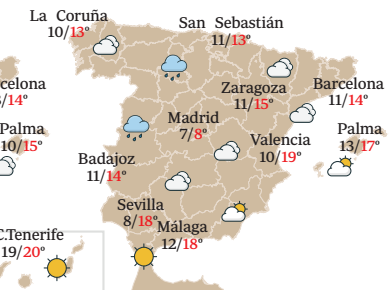 La Coruña
10/13°
San Sebastián
11/13°
Zaragoza
11/15°
Barcelona
11/14°
rcelona
/14°
Palma
10/15°
Madrid
7/8°
Valencia
10/19°
Palma
13/17°
Badajoz
11/14°
Sevilla
8/18°
Málaga
12/18°
C.Tenerife
19/20°